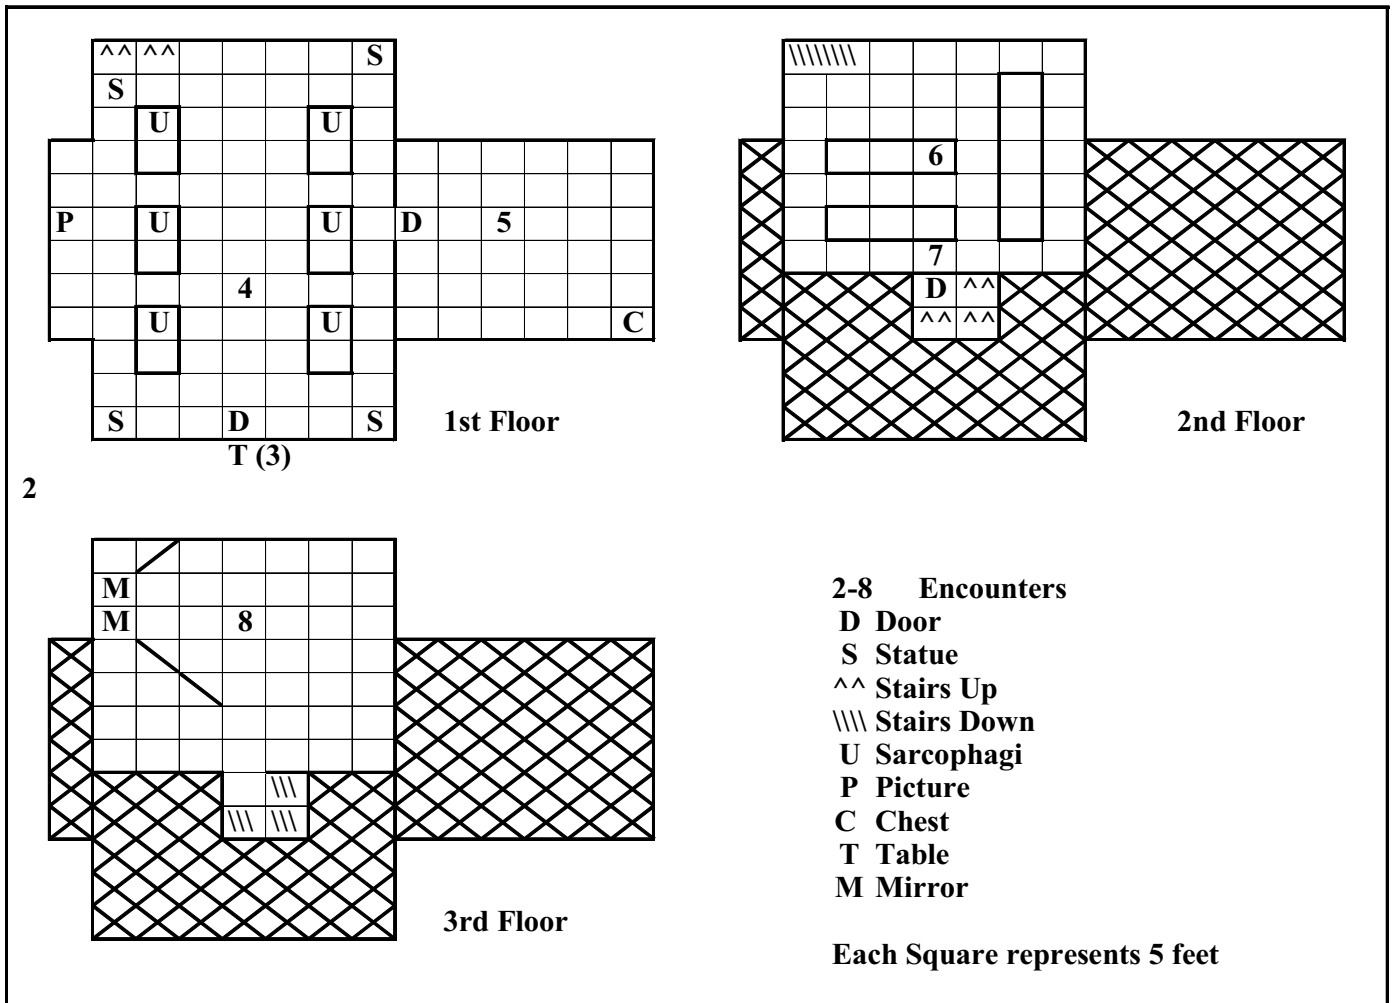 ^^ ^^ S
S
U U
P U U D 5
4
U U C
S D S
1st Floor
T (3)
2
\\\\\\\\
6
7
D ^^
^^ ^^
2nd Floor
M
M 8
\\\
\\\ \\\
3rd Floor
2-8 Encounters
D Door
S Statue
^^ Stairs Up
\\\\ Stairs Down
U Sarcophagi
P Picture
C Chest
T Table
M Mirror
Each Square represents 5 feet